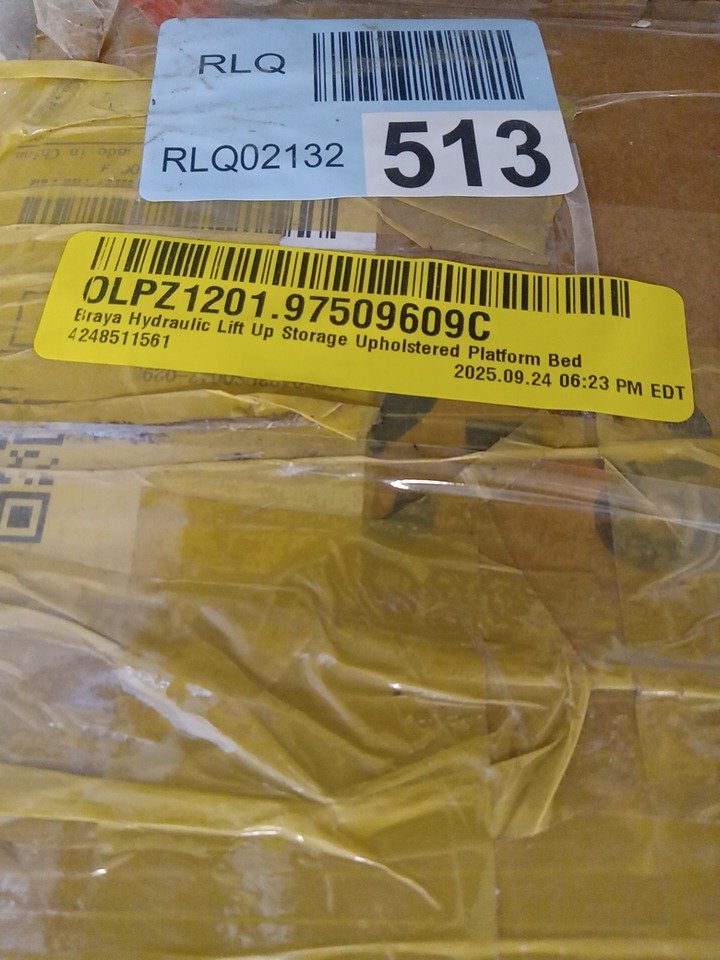 RLQ
RLQ02132
513
OLPZ1201.97509609C
Braya Hydraulic Lift Up Storage Upholstered Platform Bed
4248511561
2025.09.24 06:23 PM EDT